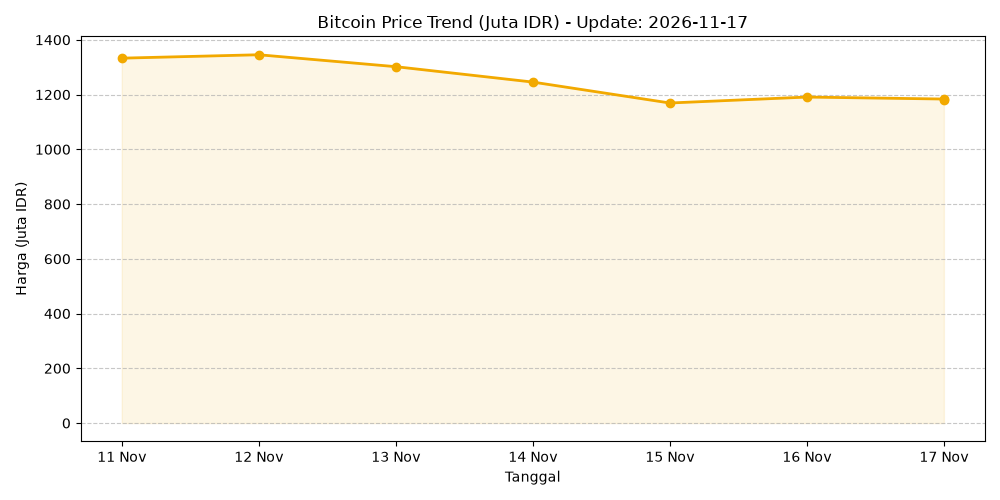 Bitcoin Price Trend (Juta IDR) - Update: 2026-11-17
Harga (Juta IDR)
1400
1200
1000
800
600
400
200
0
11 Nov
12 Nov
13 Nov
14 Nov
15 Nov
16 Nov
17 Nov
Tanggal